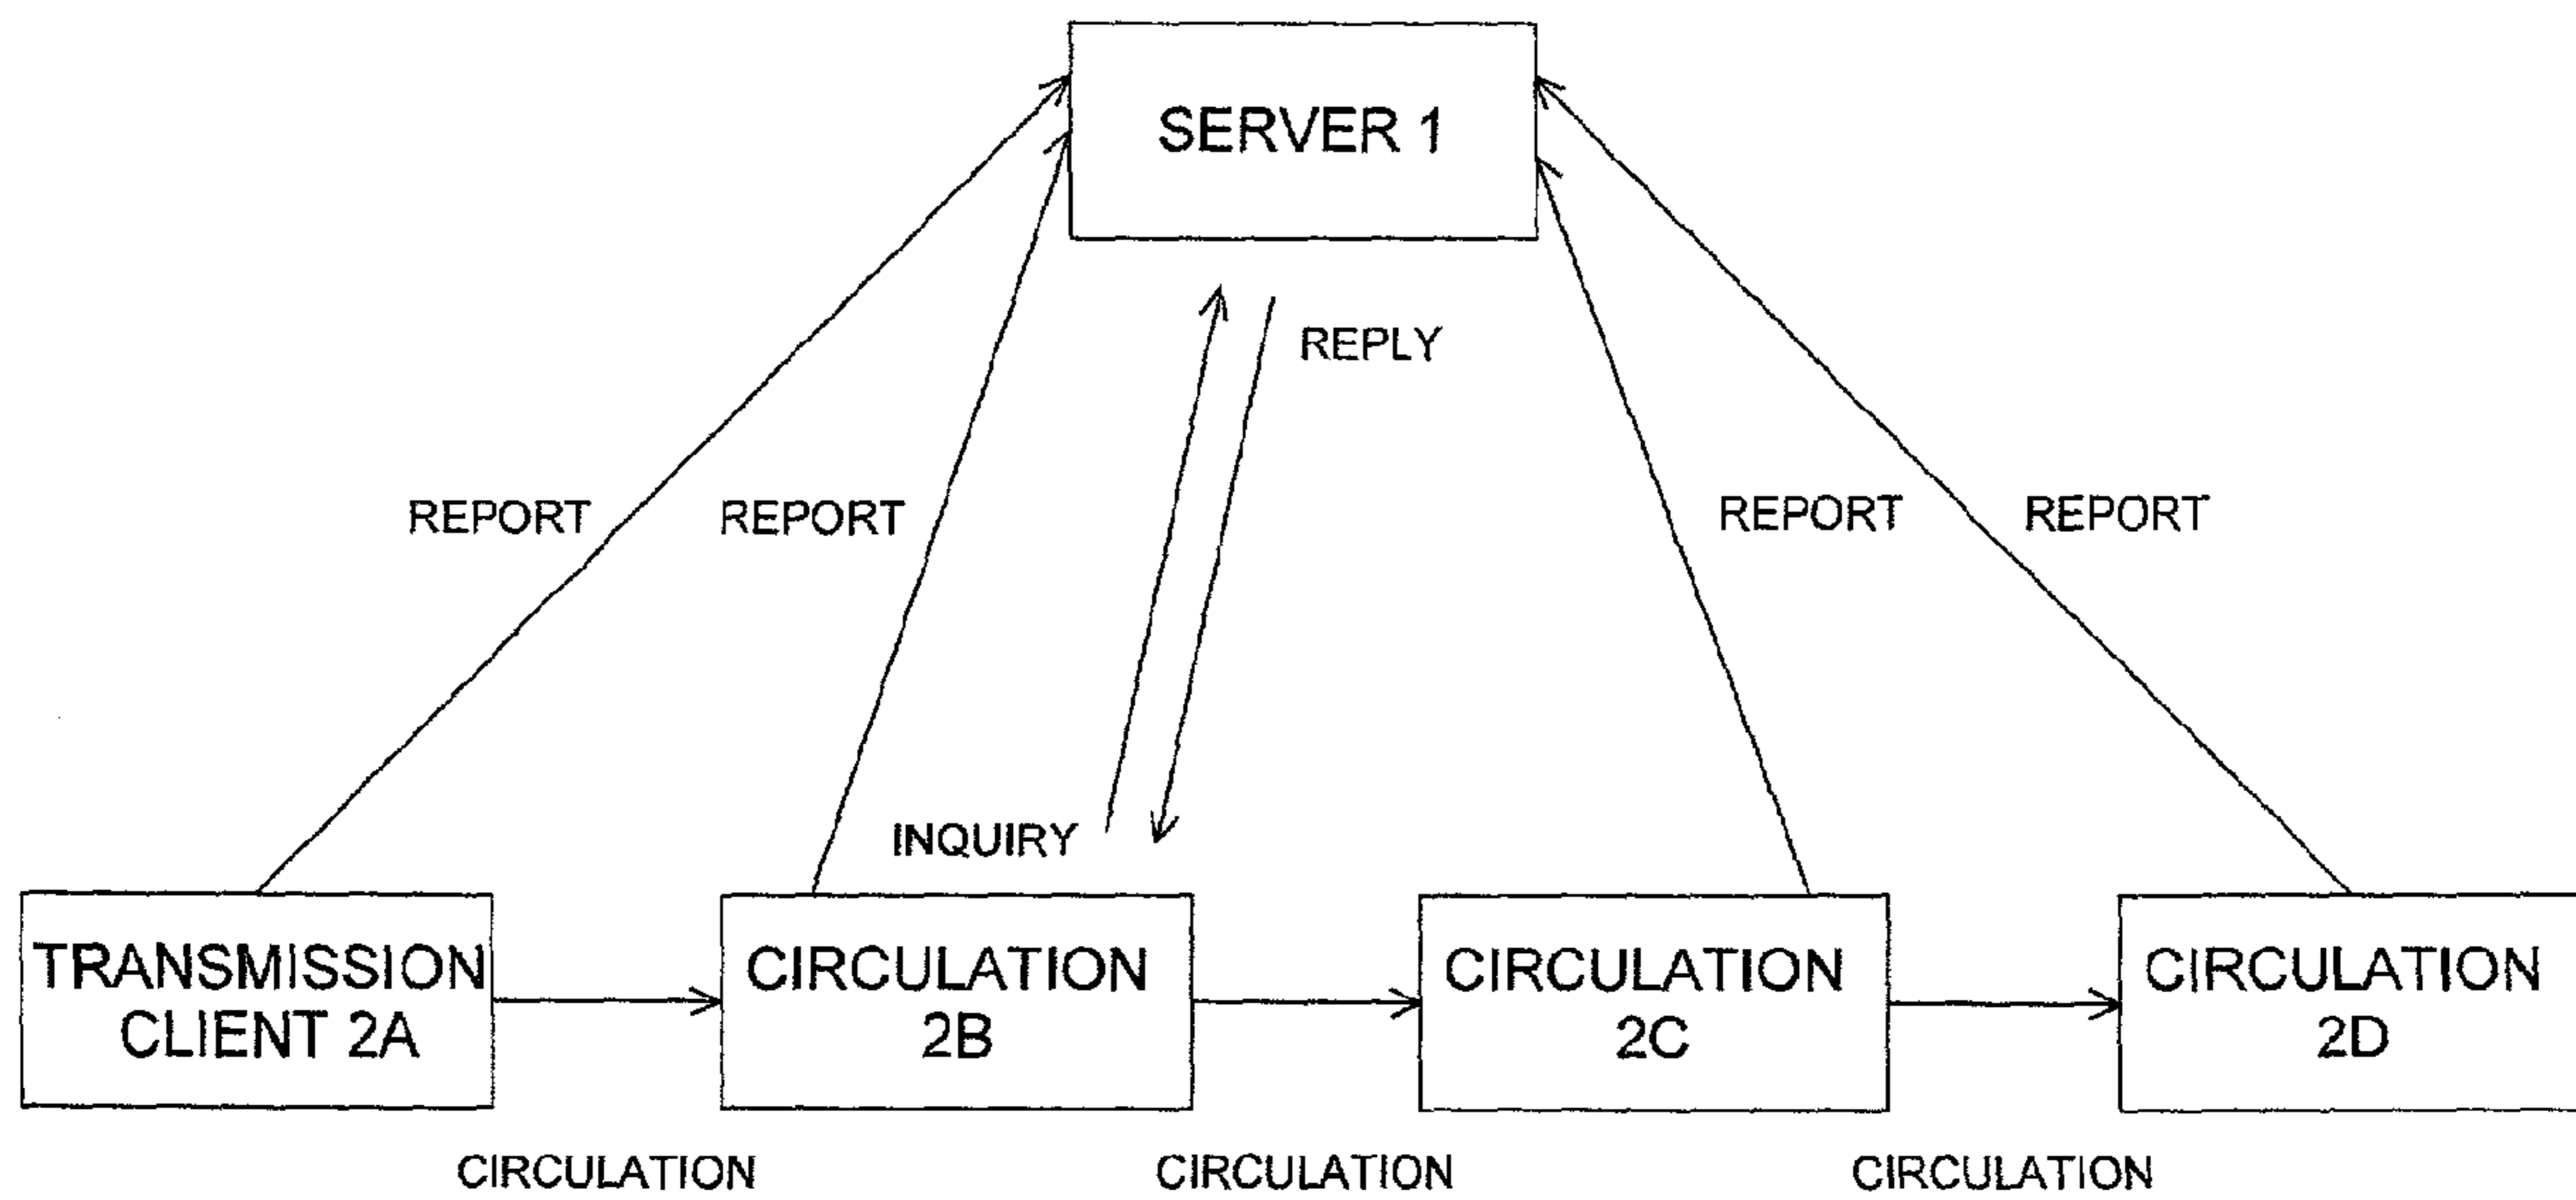 SERVER 1
REPLY
REPORT
REPORT
REPORT
REPORT
INQUIRY
TRANSMISSION
CLIENT 2A
CIRCULATION
2B
CIRCULATION
2C
CIRCULATION
2D
CIRCULATION
CIRCULATION
CIRCULATION